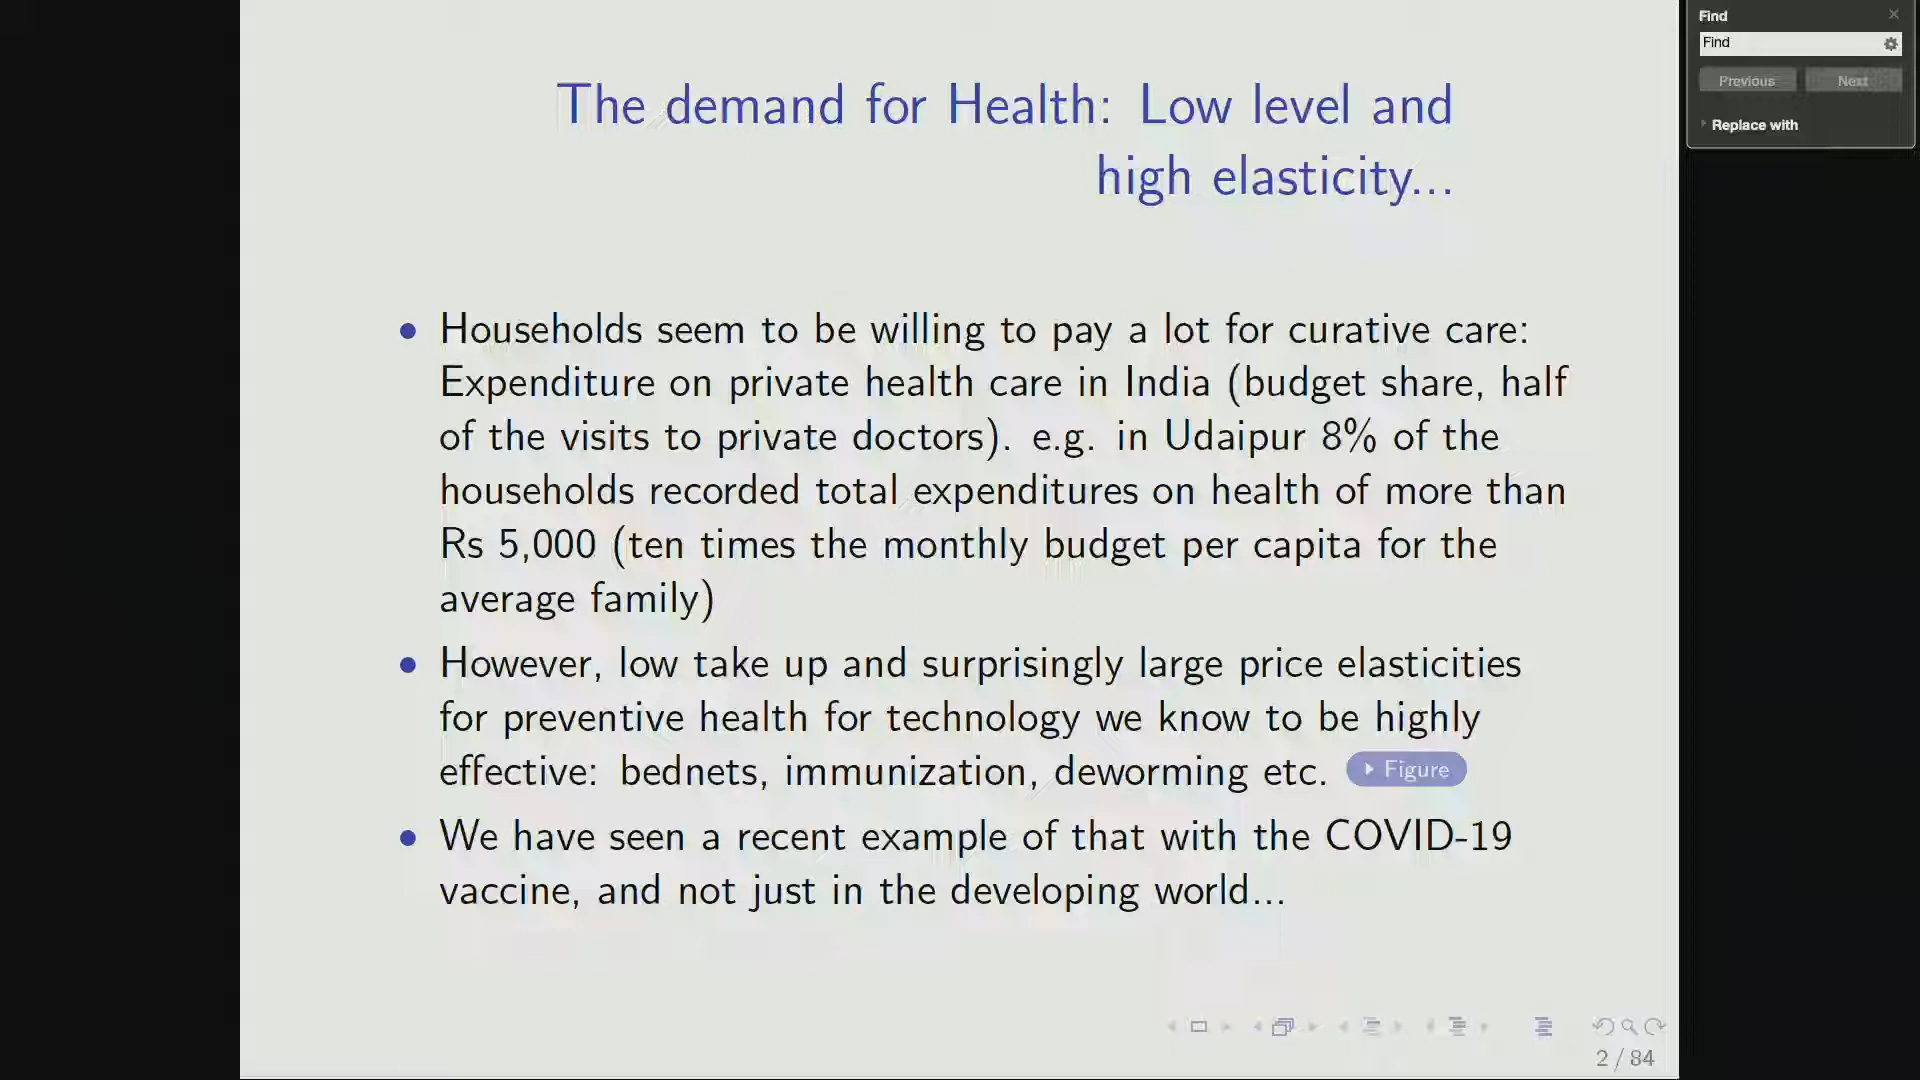 The demand for Health: Low level and
high elasticity...
Households seem to be willing to pay a lot for curative care:
Expenditure on private health care in India (budget share, half
of the visits to private doctors). e.g. in Udaipur 8% of the
households recorded total expenditures on health of more than
Rs 5,000 (ten times the monthly budget per capita for the
average family)
However, low take up and surprisingly large price elasticities
for preventive health for technology we know to be highly
effective: bednets, immunization, deworming etc. Figure
We have seen a recent example of that with the COVID-19
vaccine, and not just in the developing world...
2 / 84
Find
Find
Previous Next
Replace with